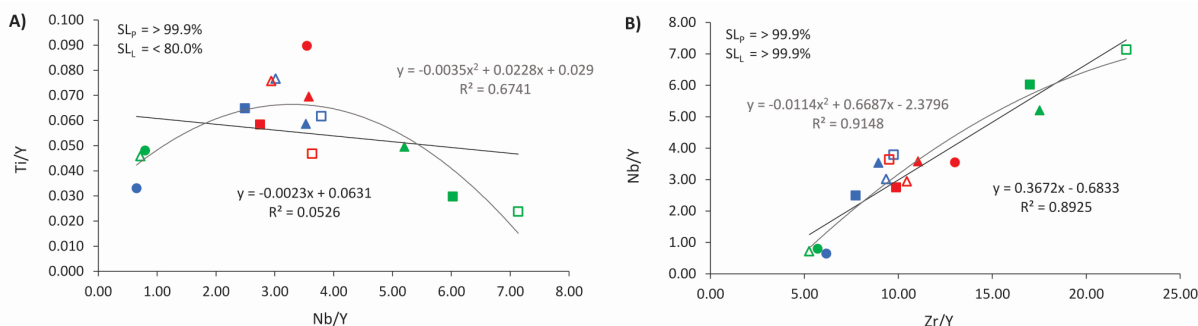 A)
SLP = > 99.9%
SLL = < 80.0%
y = -0.0035x² + 0.0228x + 0.029
R² = 0.6741
y = -0.0023x + 0.0631
R² = 0.0526
Ti/Y
0.100
0.090
0.080
0.070
0.060
0.050
0.040
0.030
0.020
0.010
0.000
0.00 1.00 2.00 3.00 4.00 5.00 6.00 7.00 8.00
Nb/Y
B)
SLP = > 99.9%
SLL = > 99.9%
y = -0.0114x² + 0.6687x - 2.3796
R² = 0.9148
y = 0.3672x - 0.6833
R² = 0.8925
Nb/Y
8.00
7.00
6.00
5.00
4.00
3.00
2.00
1.00
0.00
0.00 5.00 10.00 15.00 20.00 25.00
Zr/Y